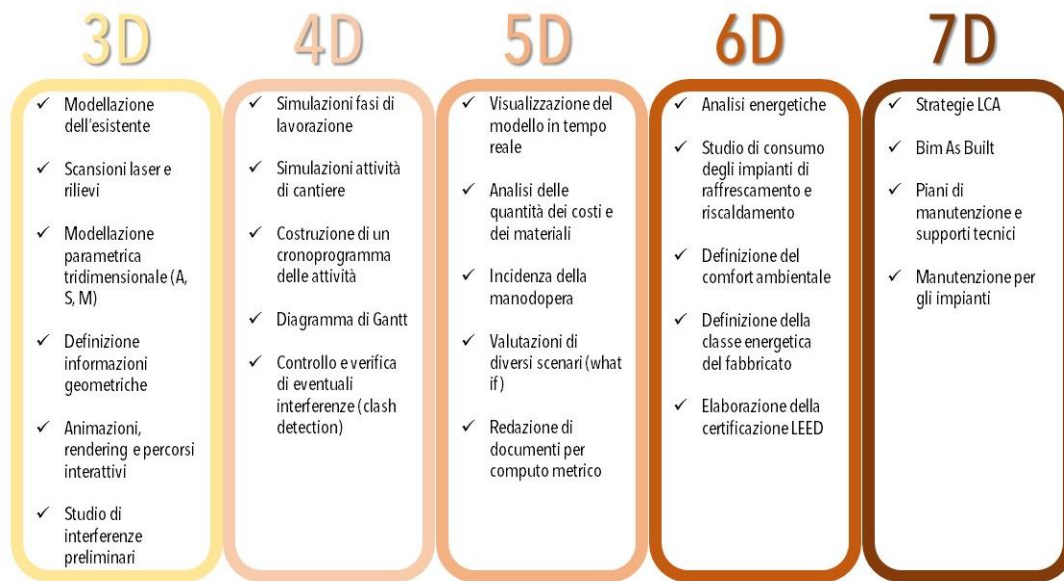 3D
Modellazione
dell'esistente
Scansioni laser e
rilievi
Modellazione
parametrica
tridimensionale (A,
S, M)
Definizione
informazioni
geometriche
Animazioni,
rendering e percorsi
interattivi
Studio di
interferenze
preliminari
4D
Simulazioni fasi di
lavorazione
Simulazioni attività
di cantiere
Costruzione di un
cronoprogramma
delle attività
Diagramma di Gantt
Controllo e verifica
di eventuali
interferenze (clash
detection)
5D
Visualizzazione del
modello in tempo
reale
Analisi delle
quantità dei costi e
dei materiali
Incidenza della
manodopera
Valutazioni di
diversi scenari (what
if)
Redazione di
documenti per
computo metrico
6D
Analisi energetiche
Studio di consumo
degli impianti di
raffrescamento e
riscaldamento
Definizione del
comfort ambientale
Definizione della
classe energetica
del fabbricato
Elaborazione della
certificazione LEED
7D
Strategie LCA
Bim As Built
Piani di
manutenzione e
supporti tecnici
Manutenzione per
gli impianti